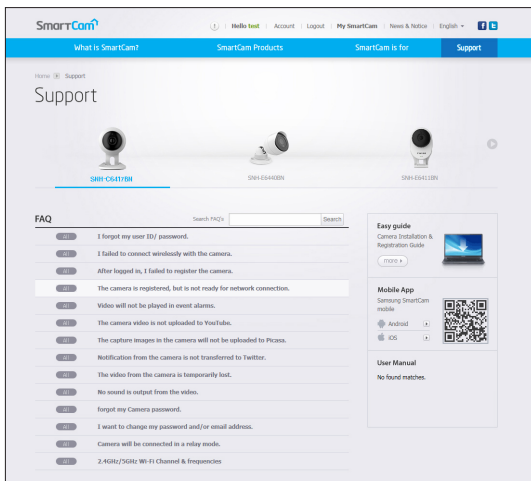 SmartCam
Hello test | Account | Logout | My SmartCam | News & Notice | English
What is SmartCam?
SmartCam Products
SmartCam is for
Support
Home Support
Support
SNH-C6417BN
SNH-E6440BN
SNH-E6411BN
FAQ
Search FAQ's
Search
All I forgot my user ID/ password.
All I failed to connect wirelessly with the camera.
All After logged in, I failed to register the camera.
All The camera is registered, but is not ready for network connection.
All Video will not be played in event alarms.
All The camera video is not uploaded to YouTube.
All The capture images in the camera will not be uploaded to Picasa.
All Notification from the camera is not transferred to Twitter.
All The video from the camera is temporarily lost.
All No sound is output from the video.
All forgot my Camera password.
All I want to change my password and/or email address.
All Camera will be connected in a relay mode.
All 2.4GHz/5GHz Wi-Fi Channel & frequencies
Easy guide
Camera Installation &
Registration Guide
more
Mobile App
Samsung SmartCam
mobile
Android
iOS
User Manual
No found matches.